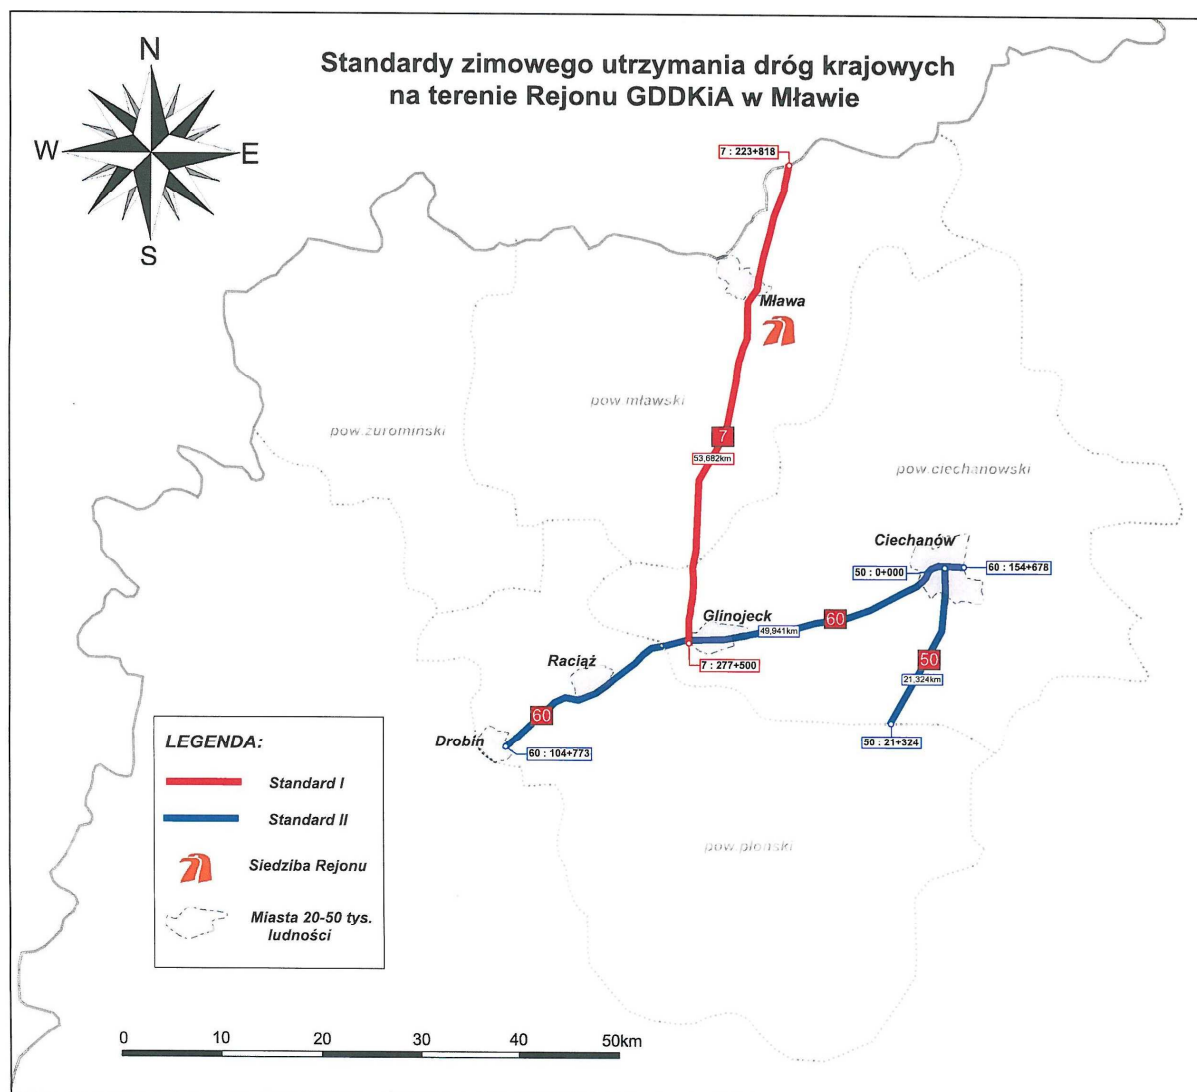 N
W
E
S
Standardy zimowego utrzymania dróg krajowych
na terenie Rejonu GDDKiA w Mławie
7 : 223+818
Mława
pow.mławski
pow.żuromiński
7
53,682km
pow.ciechanowski
Ciechanów
50 : 0+000
60 : 154+678
Glinojeck
60
49,941km
Raciąż
7 : 277+500
50
21,324km
60
Drobin
60 : 104+773
50 : 21+324
LEGENDA:
Standard I
Standard II
Siedziba Rejonu
Miasta 20-50 tys.
ludności
pow.płoński
0 10 20 30 40 50km